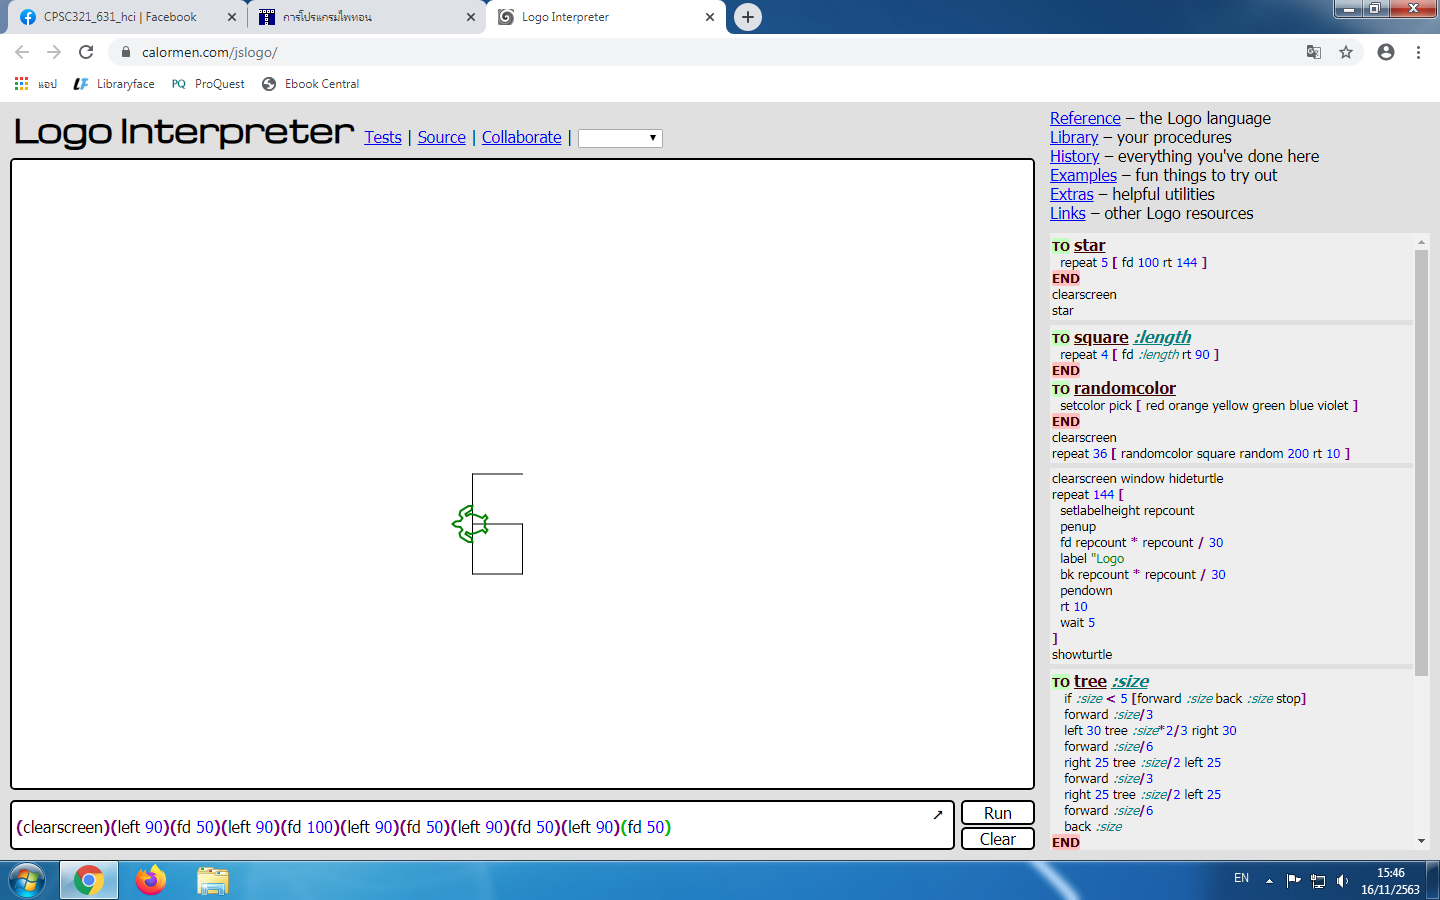 CPSC321_631_hci | Facebook
การโปรแกรมไพทอน
Logo Interpreter
calormen.com/jslogo/
แอป
Libraryface
PQ ProQuest
Ebook Central
Logo Interpreter
Tests | Source | Collaborate |
Reference – the Logo language
Library – your procedures
History – everything you've done here
Examples – fun things to try out
Extras – helpful utilities
Links – other Logo resources
TO star
repeat 5 [ fd 100 rt 144 ]
END
clearscreen
star
TO square :length
repeat 4 [ fd :length rt 90 ]
END
TO randomcolor
setcolor pick [ red orange yellow green blue violet ]
END
clearscreen
repeat 36 [ randomcolor square random 200 rt 10 ]
clearscreen window hideturtle
repeat 144 [
setlabelheight repcount
penup
fd repcount * repcount / 30
label "Logo
bk repcount * repcount / 30
pendown
rt 10
wait 5
]
showturtle
TO tree :size
if :size < 5 [forward :size back :size stop]
forward :size/3
left 30 tree :size*2/3 right 30
forward :size/6
right 25 tree :size/2 left 25
forward :size/3
right 25 tree :size/2 left 25
forward :size/6
back :size
END
(clearscreen)(left 90)(fd 50)(left 90)(fd 100)(left 90)(fd 50)(left 90)(fd 50)(left 90)(fd 50)
Run
Clear
EN
15:46
16/11/2563